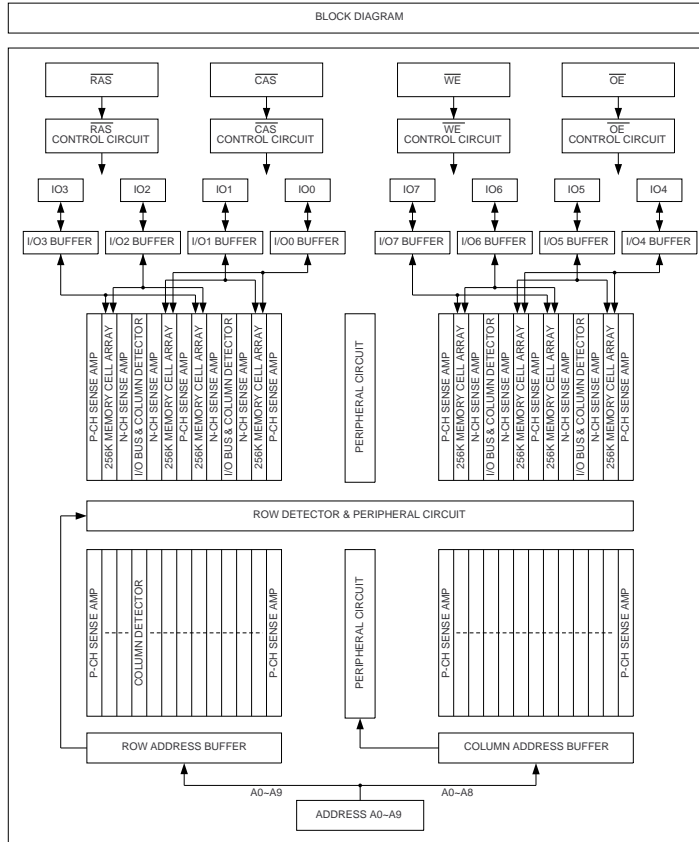 BLOCK DIAGRAM
RAS
CAS
WE
OE
RAS
CONTROL CIRCUIT
CAS
CONTROL CIRCUIT
WE
CONTROL CIRCUIT
OE
CONTROL CIRCUIT
IO3
IO2
IO1
IO0
IO7
IO6
IO5
IO4
I/O3 BUFFER
I/O2 BUFFER
I/O1 BUFFER
I/O0 BUFFER
I/O7 BUFFER
I/O6 BUFFER
I/O5 BUFFER
I/O4 BUFFER
P-CH SENSE AMP
256K MEMORY CELL ARRAY
N-CH SENSE AMP
I/O BUS & COLUMN DETECTOR
N-CH SENSE AMP
256K MEMORY CELL ARRAY
P-CH SENSE AMP
256K MEMORY CELL ARRAY
N-CH SENSE AMP
I/O BUS & COLUMN DETECTOR
N-CH SENSE AMP
256K MEMORY CELL ARRAY
P-CH SENSE AMP
PERIPHERAL CIRCUIT
P-CH SENSE AMP
256K MEMORY CELL ARRAY
N-CH SENSE AMP
I/O BUS & COLUMN DETECTOR
N-CH SENSE AMP
256K MEMORY CELL ARRAY
P-CH SENSE AMP
256K MEMORY CELL ARRAY
N-CH SENSE AMP
I/O BUS & COLUMN DETECTOR
N-CH SENSE AMP
256K MEMORY CELL ARRAY
P-CH SENSE AMP
ROW DETECTOR & PERIPHERAL CIRCUIT
P-CH SENSE AMP
COLUMN DETECTOR
P-CH SENSE AMP
PERIPHERAL CIRCUIT
P-CH SENSE AMP
P-CH SENSE AMP
ROW ADDRESS BUFFER
COLUMN ADDRESS BUFFER
A0~A9
A0~A8
ADDRESS A0~A9